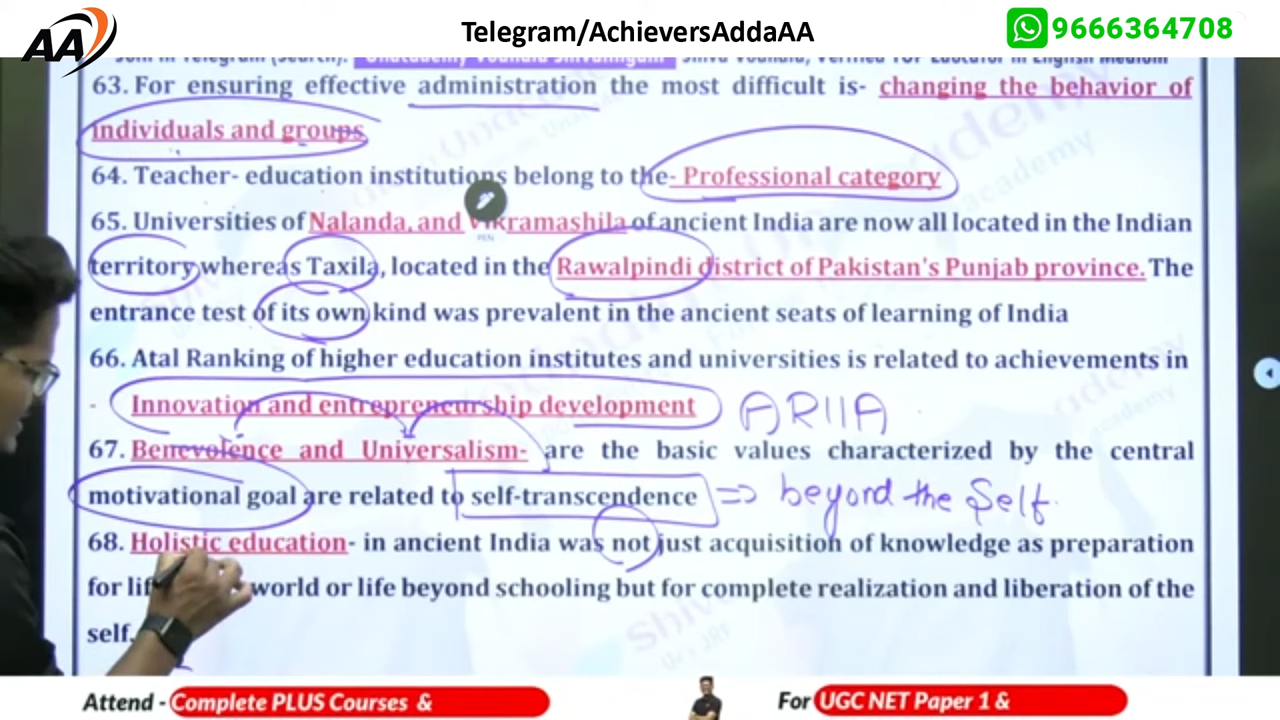 AA
Telegram/AchieversAddaAA
9666364708
63. For ensuring effective administration the most difficult is- changing the behavior of
individuals and groups
64. Teacher- education institutions belong to the- Professional category
65. Universities of Nalanda, and Vikramashila of ancient India are now all located in the Indian
PEN
territory whereas Taxila, located in the Rawalpindi district of Pakistan's Punjab province. The
entrance test of its own kind was prevalent in the ancient seats of learning of India
66. Atal Ranking of higher education institutes and universities is related to achievements in
- Innovation and entrepreneurship development ARIIA
67. Benevolence and Universalism- are the basic values characterized by the central
motivational goal are related to self-transcendence => beyond the Self.
68. Holistic education- in ancient India was not just acquisition of knowledge as preparation
for world or life beyond schooling but for complete realization and liberation of the
self.
Attend - Complete PLUS Courses &
For UGC NET Paper 1 &